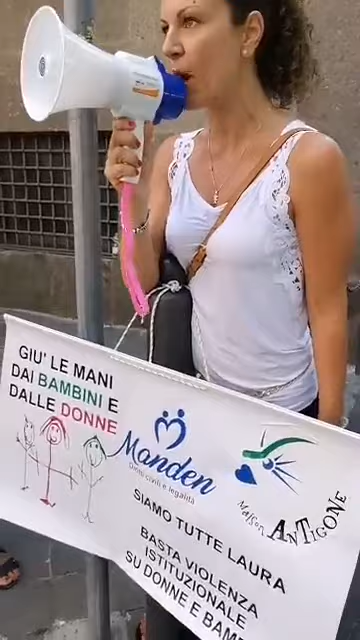 GIU' LE MANI
DAI BAMBINI E
DALLE DONNE
Manden
Diritti civili e legalità
Maison
ANTIGONE
SIAMO TUTTE LAURA
BASTA VIOLENZA
ISTITUZIONALE
SU DONNE E BAMB